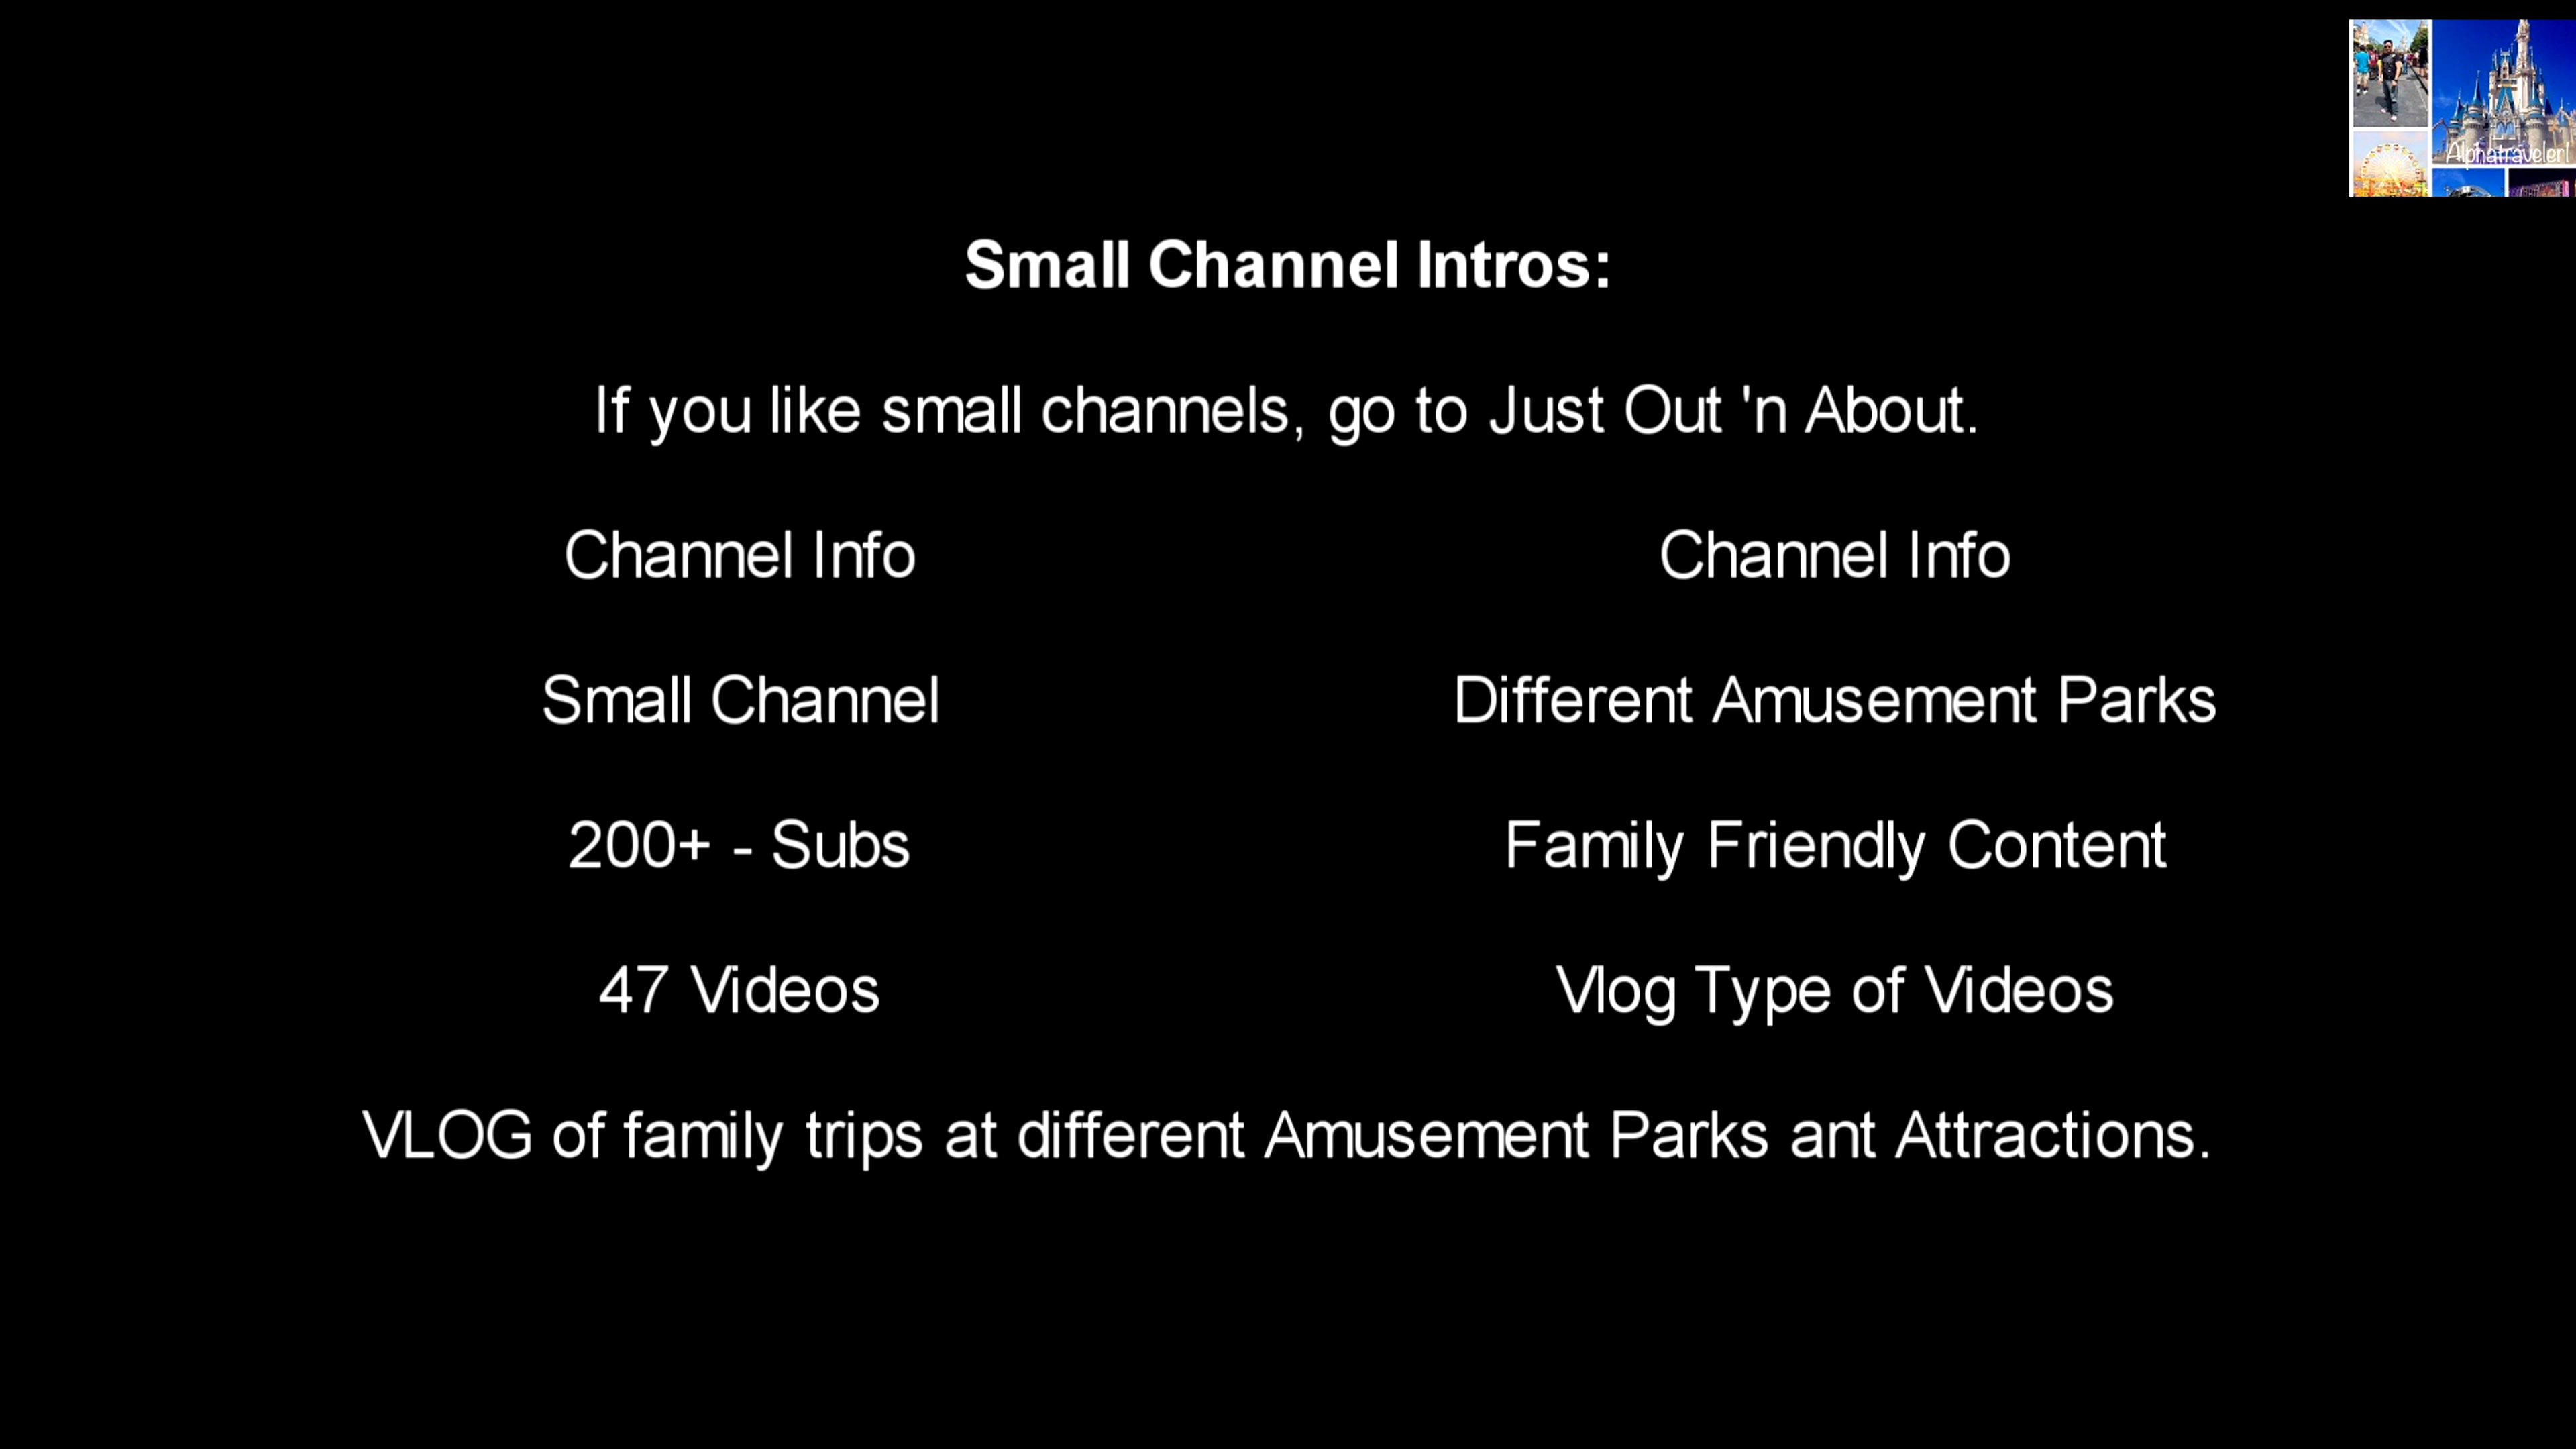 Alphatraveler1
Small Channel Intros:
If you like small channels, go to Just Out 'n About.
Channel Info
Channel Info
Small Channel
Different Amusement Parks
200+ - Subs
Family Friendly Content
47 Videos
Vlog Type of Videos
VLOG of family trips at different Amusement Parks ant Attractions.